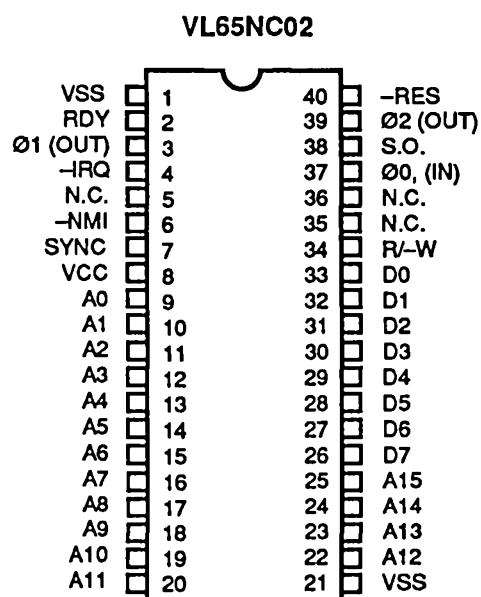 VL65NC02
VSS 1 40 –RES
RDY 2 39 Ø2 (OUT)
Ø1 (OUT) 3 38 S.O.
–IRQ 4 37 Ø0, (IN)
N.C. 5 36 N.C.
–NMI 6 35 N.C.
SYNC 7 34 R/–W
VCC 8 33 D0
A0 9 32 D1
A1 10 31 D2
A2 11 30 D3
A3 12 29 D4
A4 13 28 D5
A5 14 27 D6
A6 15 26 D7
A7 16 25 A15
A8 17 24 A14
A9 18 23 A13
A10 19 22 A12
A11 20 21 VSS